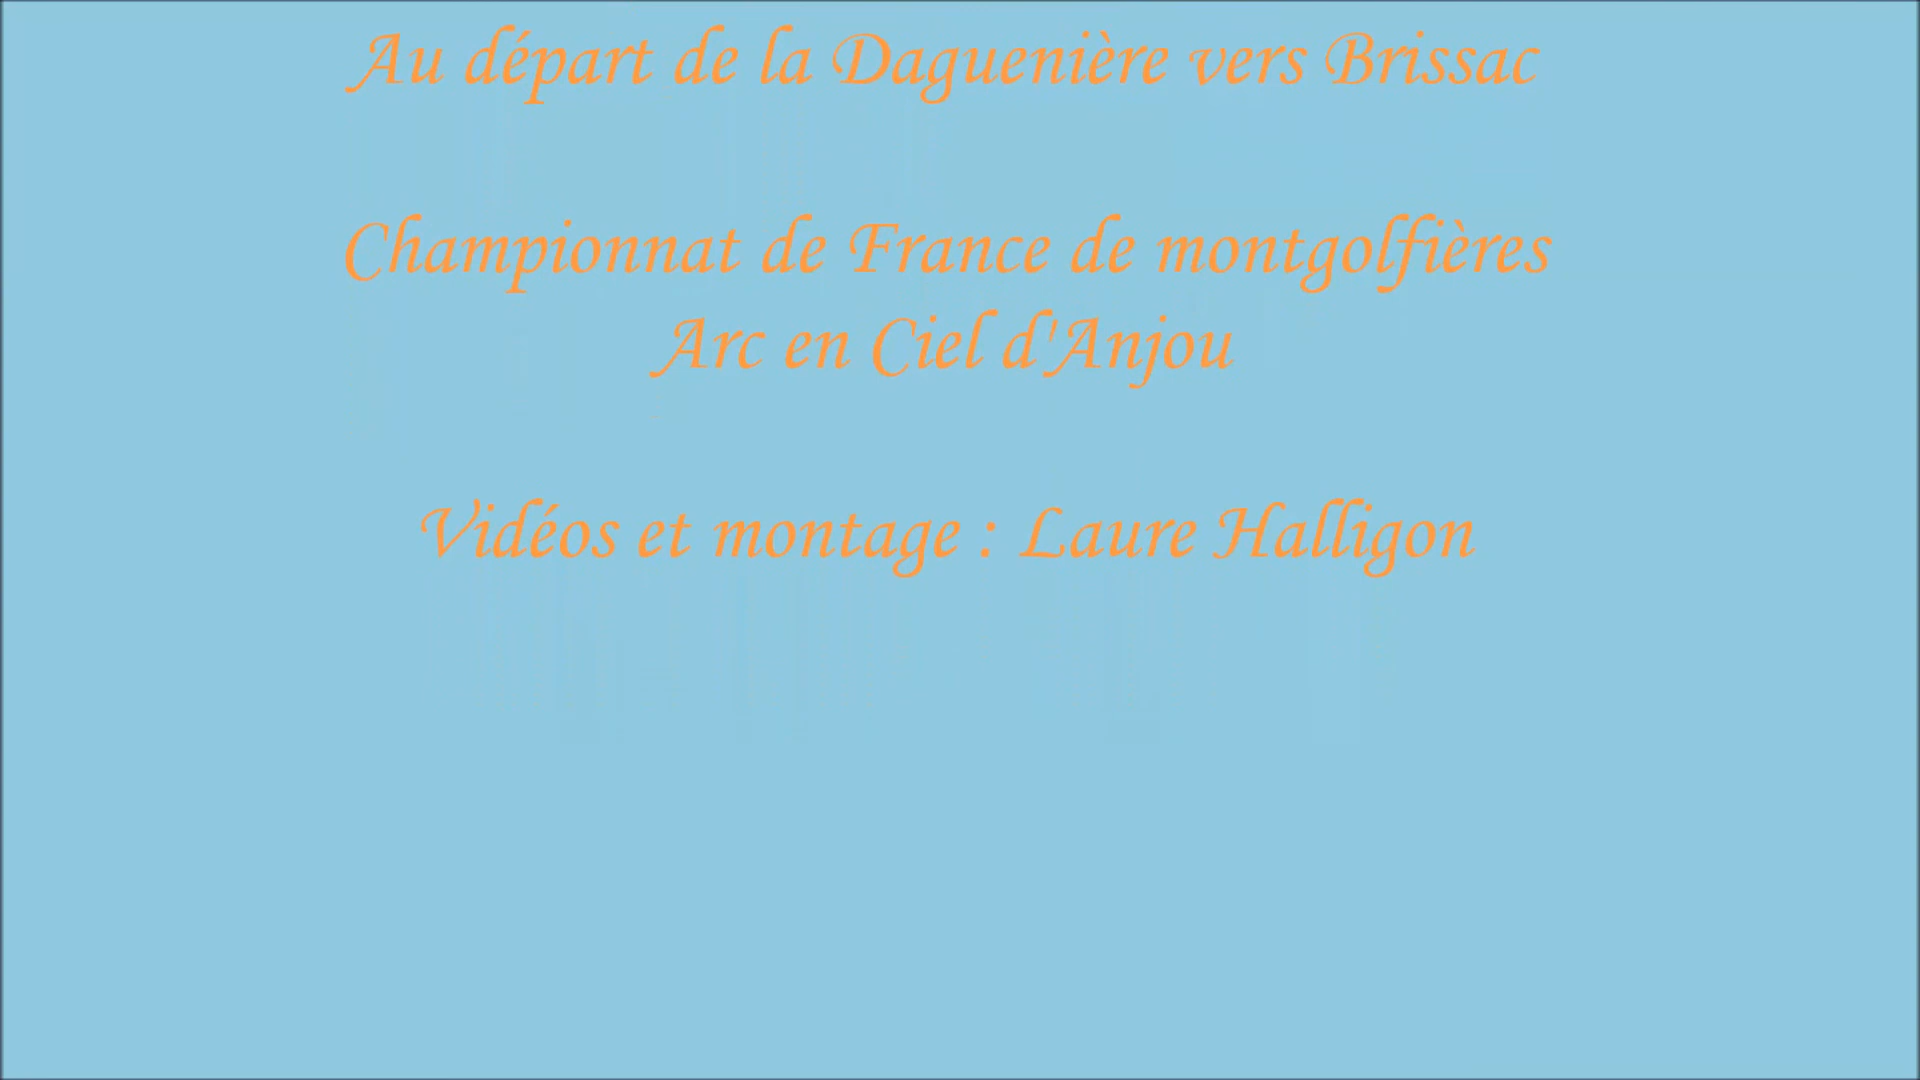 Au départ de la Daguenière vers Brissac
Championnat de France de montgolfières
Arc en Ciel d'Anjou
Vidéos et montage : Laure Halligon